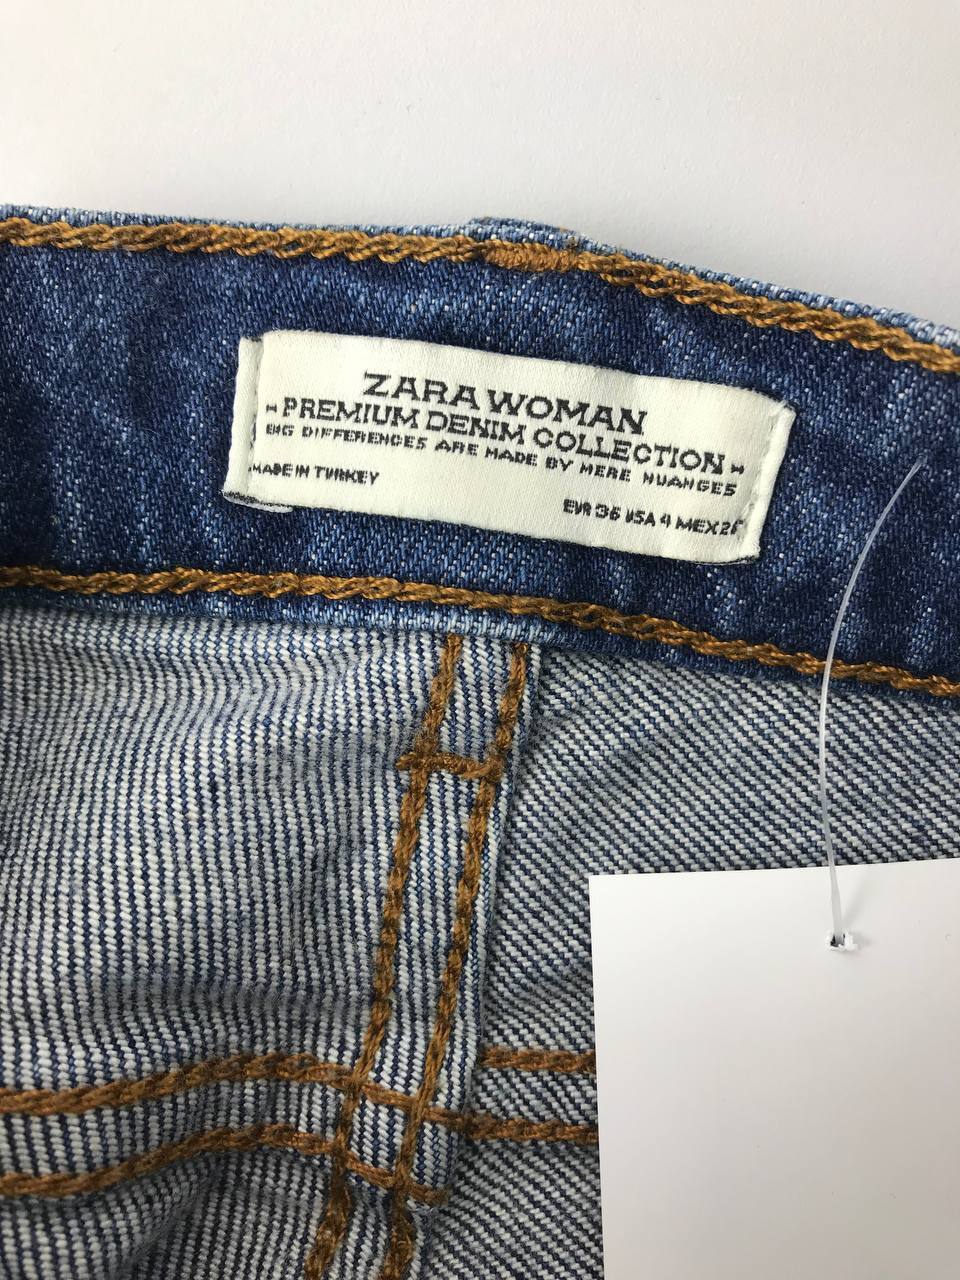 ZARA WOMAN
- PREMIUM DENIM COLLECTION -
BIG DIFFERENCES ARE MADE BY MERE NUANCES
MADE IN TURKEY
EUR 36 USA 4 MEX 26